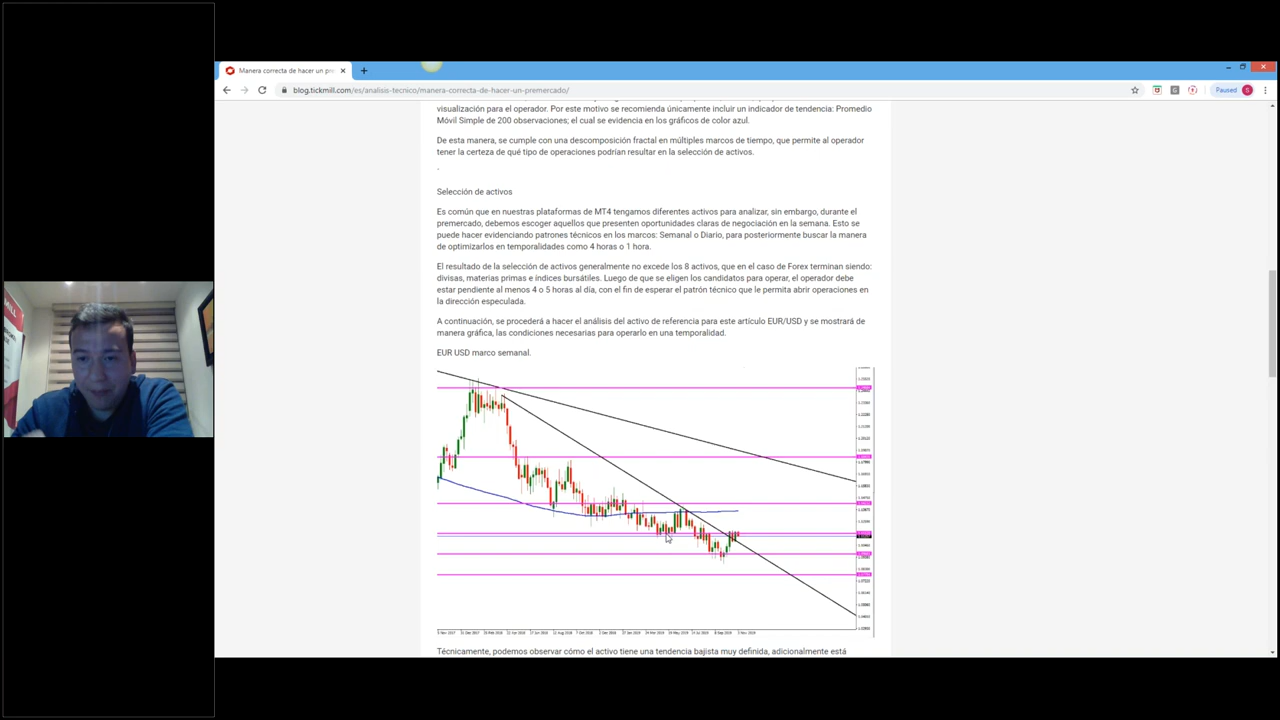 Manera correcta de hacer un pre
blog.tickmill.com/es/analisis-tecnico/manera-correcta-de-hacer-un-premercado/
Paused
S
visualización para el operador. Por este motivo se recomienda únicamente incluir un indicador de tendencia: Promedio
Móvil Simple de 200 observaciones; el cual se evidencia en los gráficos de color azul.
De esta manera, se cumple con una descomposición fractal en múltiples marcos de tiempo, que permite al operador
tener la certeza de qué tipo de operaciones podrían resultar en la selección de activos.
Selección de activos
Es común que en nuestras plataformas de MT4 tengamos diferentes activos para analizar, sin embargo, durante el
premercado, debemos escoger aquellos que presenten oportunidades claras de negociación en la semana. Esto se
puede hacer evidenciando patrones técnicos en los marcos: Semanal o Diario, para posteriormente buscar la manera
de optimizarlos en temporalidades como 4 horas o 1 hora.
El resultado de la selección de activos generalmente no excede los 8 activos, que en el caso de Forex terminan siendo:
divisas, materias primas e índices bursátiles. Luego de que se eligen los candidatos para operar, el operador debe
estar pendiente al menos 4 o 5 horas al día, con el fin de esperar el patrón técnico que le permita abrir operaciones en
la dirección especulada.
A continuación, se procederá a hacer el análisis del activo de referencia para este artículo EUR/USD y se mostrará de
manera gráfica, las condiciones necesarias para operarlo en una temporalidad.
EUR USD marco semanal.
Técnicamente, podemos observar cómo el activo tiene una tendencia bajista muy definida, adicionalmente está